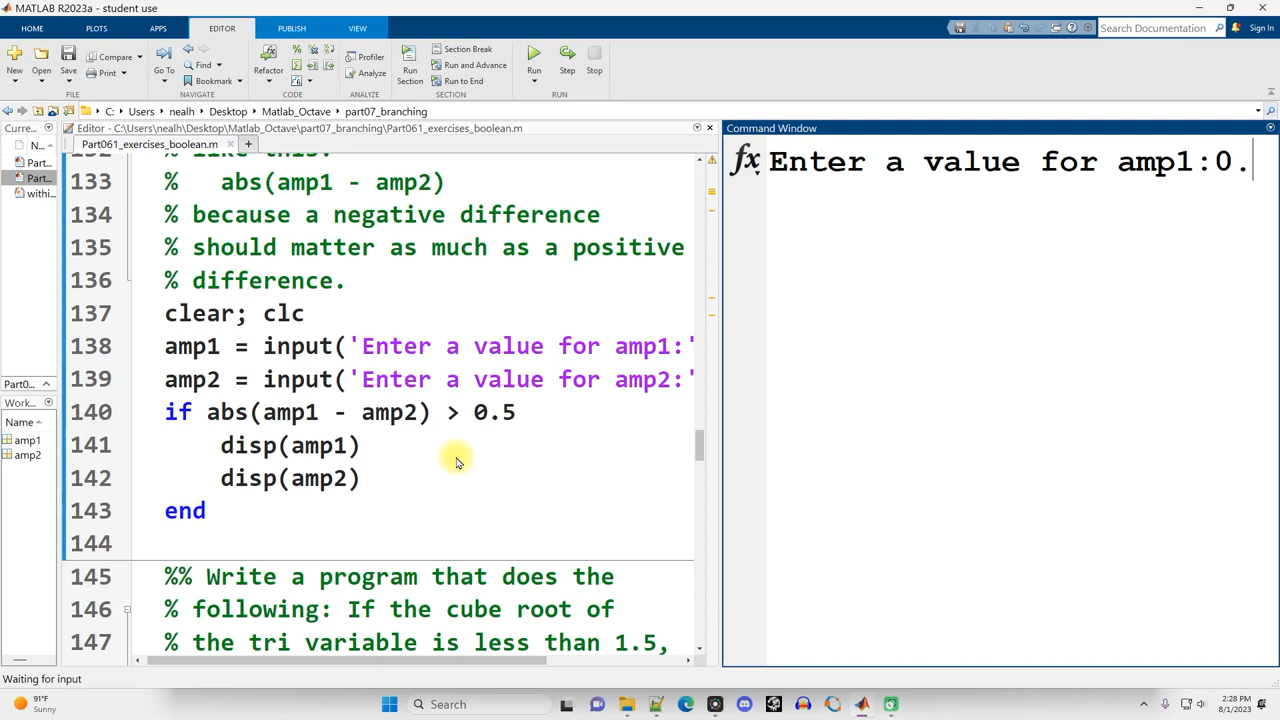 MATLAB R2023a - student use
HOME PLOTS APPS EDITOR PUBLISH VIEW
Search Documentation Sign In
New Open Save Compare Print Go To Find Bookmark Refactor Profiler Analyze Run Section Section Break Run and Advance Run to End Run Step Stop
FILE NAVIGATE CODE ANALYZE SECTION RUN
C: Users nealh Desktop Matlab_Octave part07_branching
Curre...
Editor - C:\Users\nealh\Desktop\Matlab_Octave\part07_branching\Part061_exercises_boolean.m
Command Window
N...
Part061_exercises_boolean.m
Part...
Part...
withi...
fx Enter a value for amp1:0.
133 % abs(amp1 - amp2)
134 % because a negative difference
135 % should matter as much as a positive
136 % difference.
137 clear; clc
138 amp1 = input('Enter a value for amp1:'
139 amp2 = input('Enter a value for amp2:'
140 if abs(amp1 - amp2) > 0.5
141 disp(amp1)
142 disp(amp2)
143 end
144
145 %% Write a program that does the
146 % following: If the cube root of
147 % the tri variable is less than 1.5,
Part0...
Work...
Name
amp1
amp2
Waiting for input
91°F
Sunny
Search
2:28 PM
8/1/2023